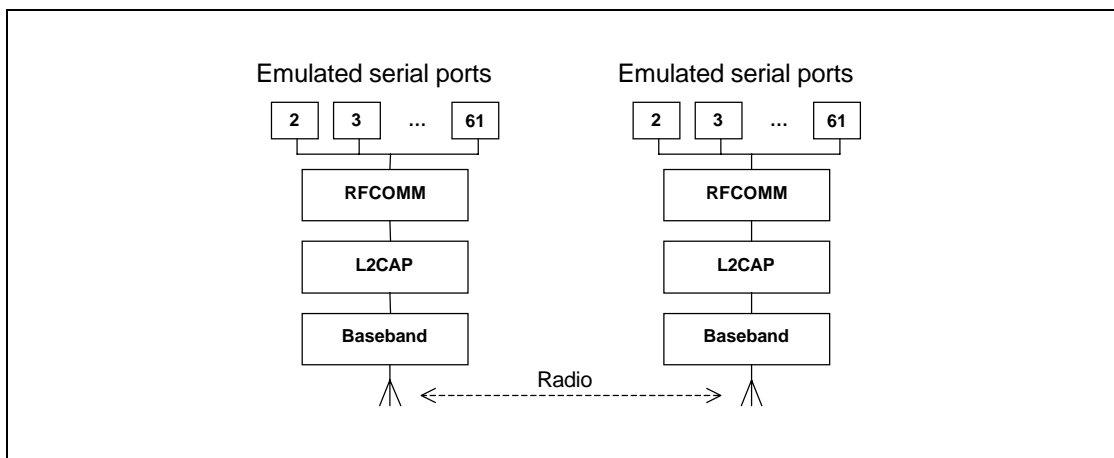 Emulated serial ports Emulated serial ports
2 3 … 61 2 3 … 61
RFCOMM RFCOMM
L2CAP L2CAP
Baseband Baseband
Radio